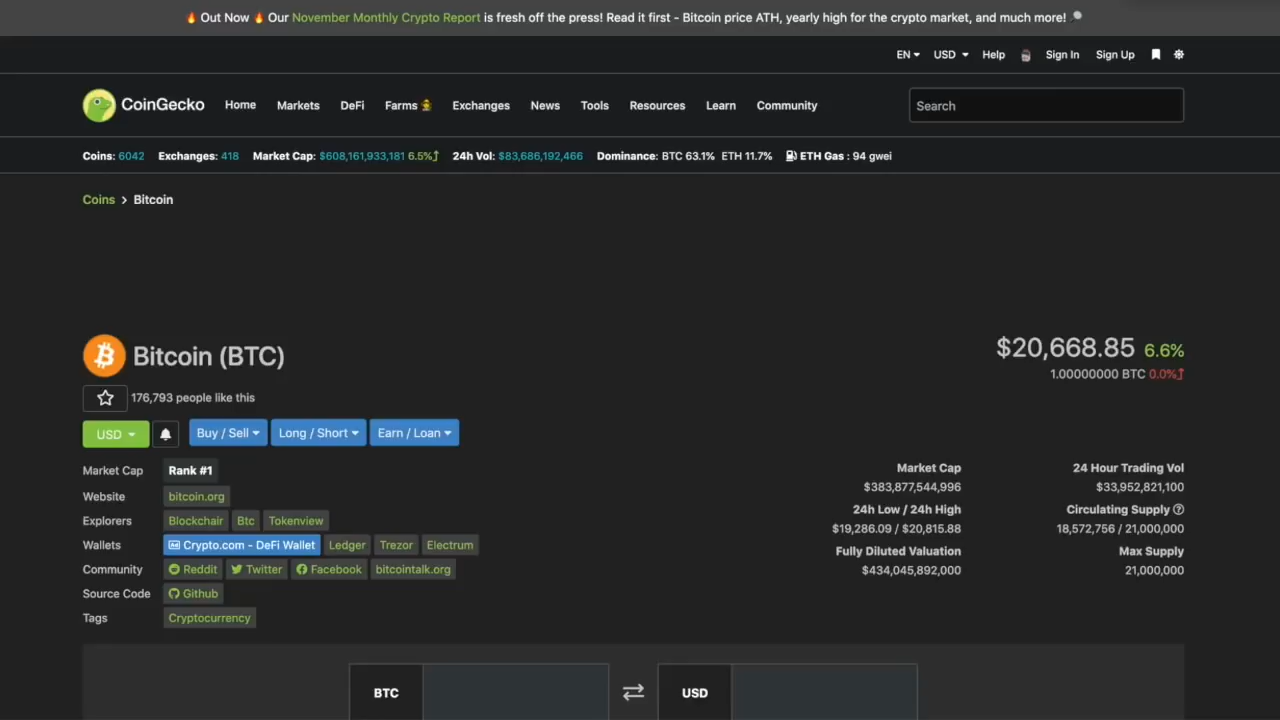 🔥 Out Now 🔥 Our November Monthly Crypto Report is fresh off the press! Read it first - Bitcoin price ATH, yearly high for the crypto market, and much more! 🔎
EN USD Help Sign In Sign Up
CoinGecko Home Markets DeFi Farms Exchanges News Tools Resources Learn Community Search
Coins: 6042 Exchanges: 418 Market Cap: $608,161,933,181 6.5% 24h Vol: $83,686,192,466 Dominance: BTC 63.1% ETH 11.7% ETH Gas : 94 gwei
Coins > Bitcoin
Bitcoin (BTC)
$20,668.85 6.6%
1.00000000 BTC 0.0%
176,793 people like this
USD Buy / Sell Long / Short Earn / Loan
Market Cap Rank #1
Website bitcoin.org
Explorers Blockchair Btc Tokenview
Wallets Crypto.com - DeFi Wallet Ledger Trezor Electrum
Community Reddit Twitter Facebook bitcointalk.org
Source Code Github
Tags Cryptocurrency
Market Cap 24 Hour Trading Vol
$383,877,544,996 $33,952,821,100
24h Low / 24h High Circulating Supply
$19,286.09 / $20,815.88 18,572,756 / 21,000,000
Fully Diluted Valuation Max Supply
$434,045,892,000 21,000,000
BTC USD